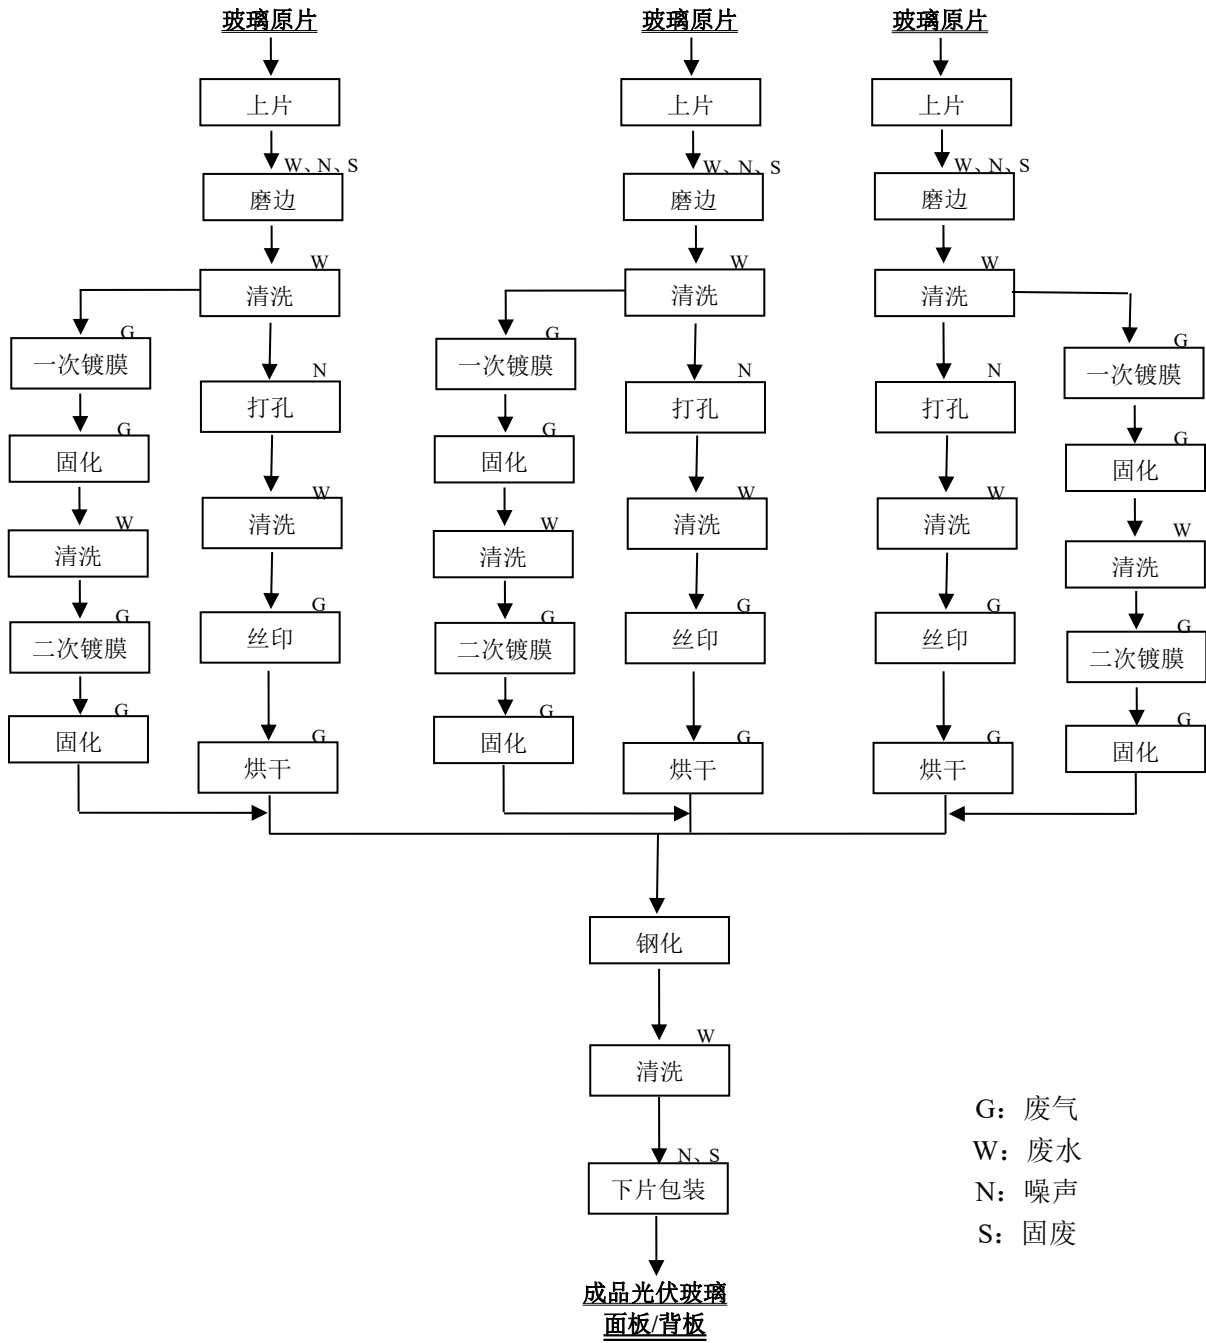 玻璃原片 玻璃原片 玻璃原片
上片 上片 上片
W、N、S W、N、S W、N、S
磨边 磨边 磨边
W W W
清洗 清洗 清洗
G G G
一次镀膜 一次镀膜 一次镀膜
N N N
打孔 打孔 打孔
G G G
固化 固化 固化
W W W
清洗 清洗 清洗
W W W
清洗 清洗 清洗
G G G
丝印 丝印 丝印
G G G
二次镀膜 二次镀膜 二次镀膜
G G G
固化 固化 固化
G G G
烘干 烘干 烘干
钢化
W
清洗
N、S
下片包装
成品光伏玻璃
面板/背板
G：废气
W：废水
N：噪声
S：固废